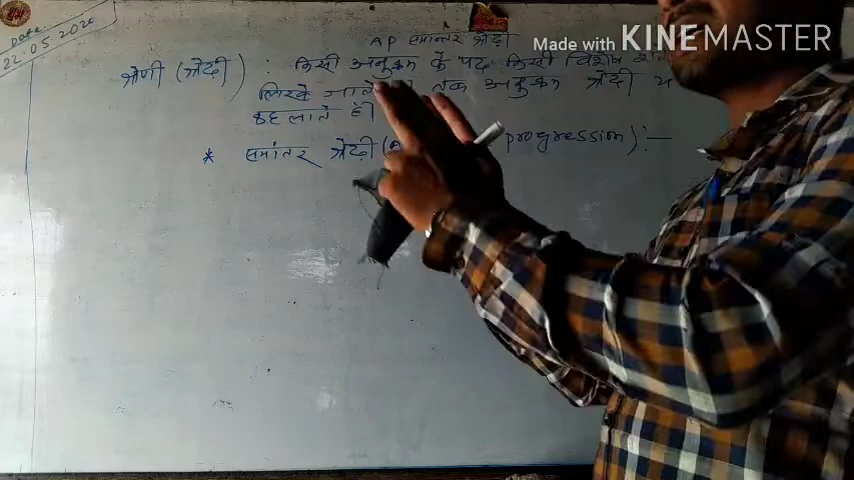 Date
22.05.2020
AP समान्तर श्रेढ़ी
Made with KINEMASTER
श्रेणी (श्रेढ़ी) : किसी अनुक्रम के पद किसी विशेष
लिखे जाते तब अनुक्रम श्रेढ़ी
कहलाते है।
* समांतर श्रेढ़ी ( progression) :-